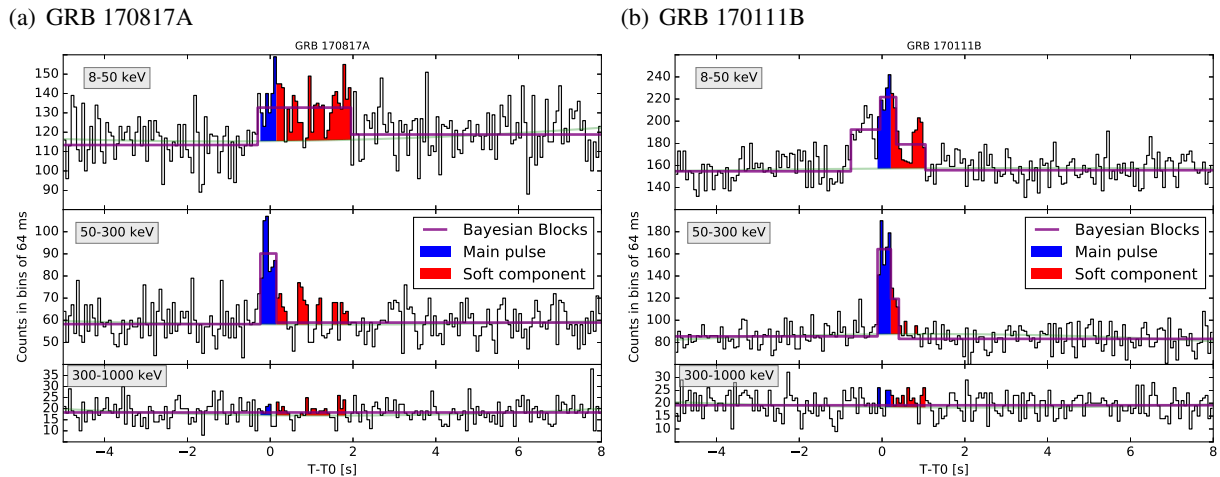 (a) GRB 170817A
GRB 170817A
8-50 keV
150
140
130
120
110
100
90
50-300 keV
100
90
80
70
60
50
Bayesian Blocks
Main pulse
Soft component
300-1000 keV
35
30
25
20
15
10
Counts in bins of 64 ms
−4
−2
0
2
4
6
8
T-T0 [s]
(b) GRB 170111B
GRB 170111B
8-50 keV
240
220
200
180
160
140
50-300 keV
180
160
140
120
100
80
Bayesian Blocks
Main pulse
Soft component
300-1000 keV
30
25
20
15
10
Counts in bins of 64 ms
−4
−2
0
2
4
6
8
T-T0 [s]